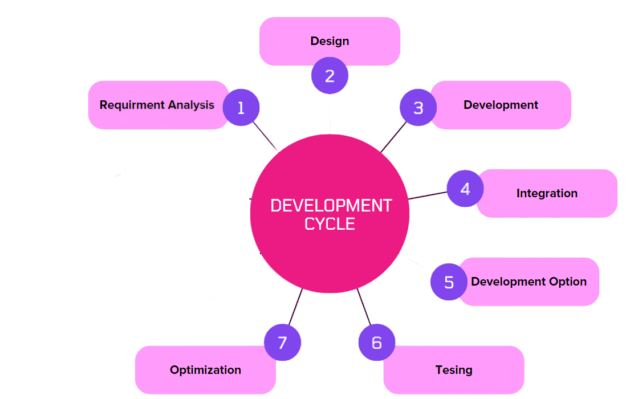 Design
2
Requirment Analysis
1
3
Development
4
Integration
DEVELOPMENT
CYCLE
5
Development Option
7
6
Optimization
Tesing